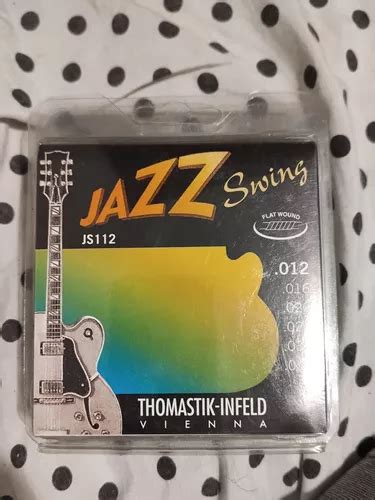 JAZZ
Swing
JS112
FLAT WOUND
.012
.016
THOMASTIK-INFELD
VIENNA